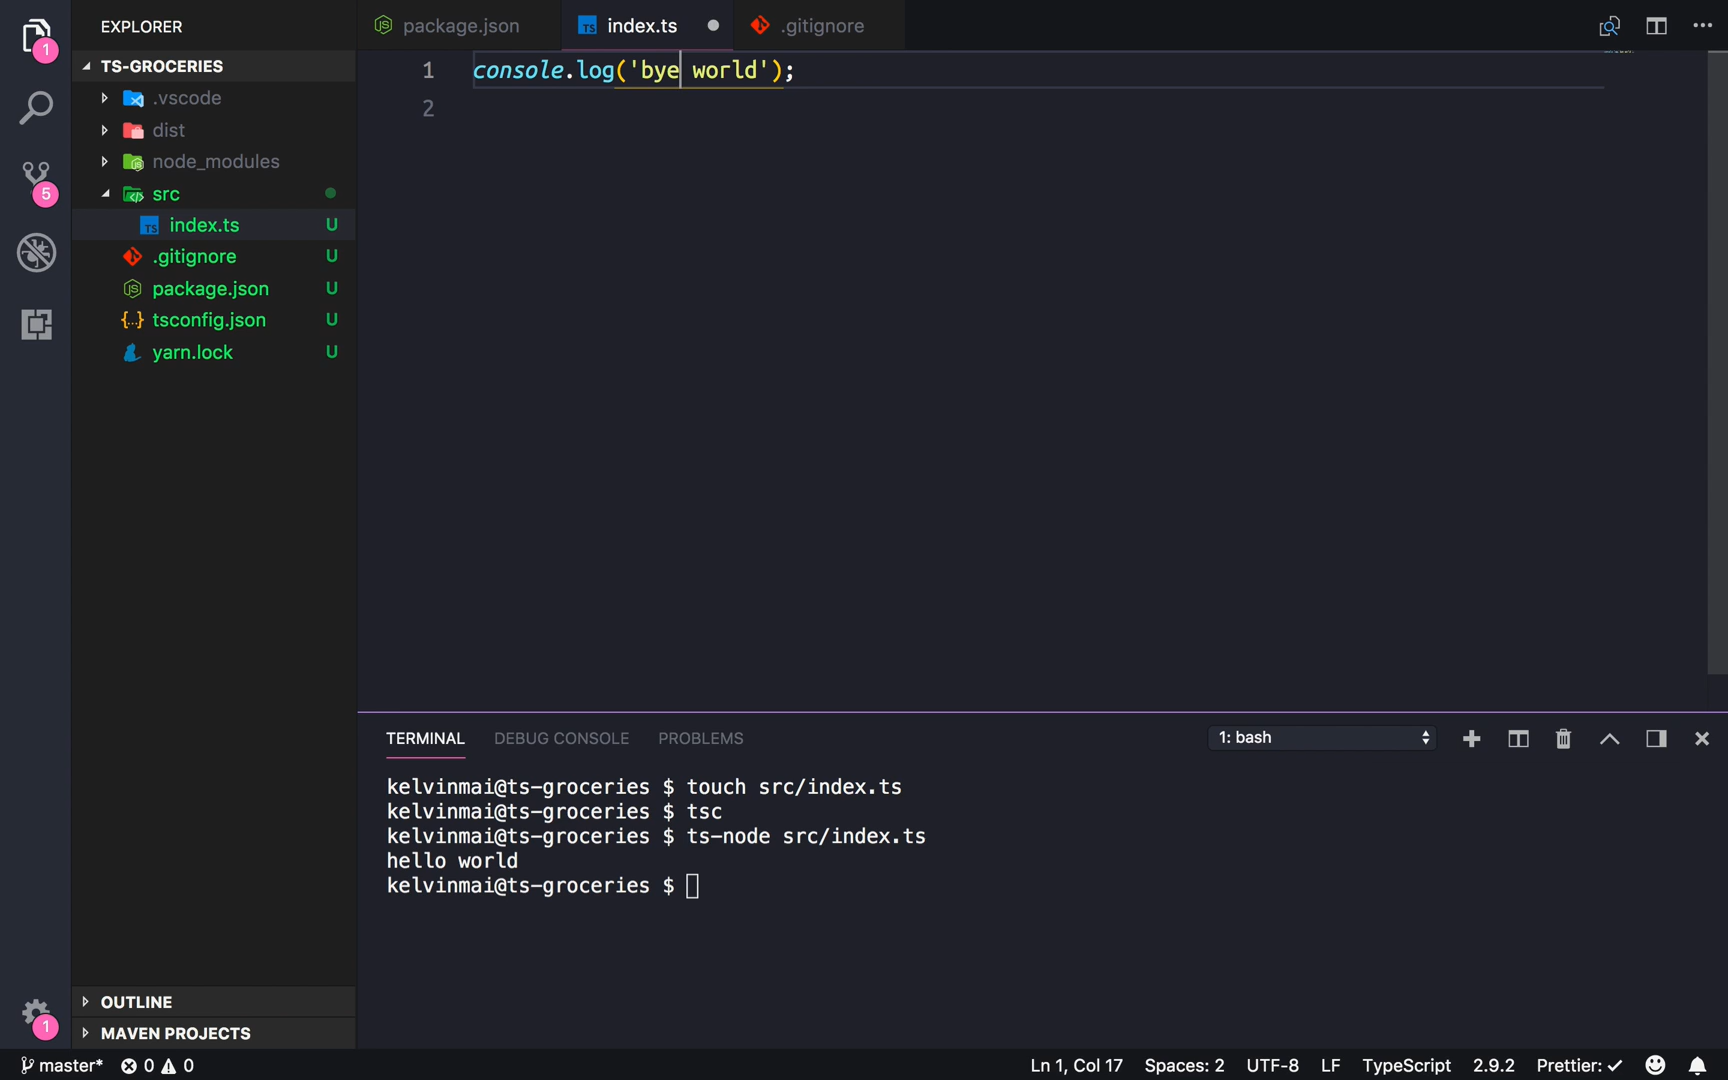 EXPLORER
TS-GROCERIES
.vscode
dist
node_modules
src
index.ts U
.gitignore U
package.json U
tsconfig.json U
yarn.lock U
OUTLINE
MAVEN PROJECTS
1
5
1
package.json
index.ts
.gitignore
1 console.log('bye world');
2
TERMINAL DEBUG CONSOLE PROBLEMS
1: bash
kelvinmai@ts-groceries $ touch src/index.ts
kelvinmai@ts-groceries $ tsc
kelvinmai@ts-groceries $ ts-node src/index.ts
hello world
kelvinmai@ts-groceries $
master* 0 0
Ln 1, Col 17 Spaces: 2 UTF-8 LF TypeScript 2.9.2 Prettier: ✓